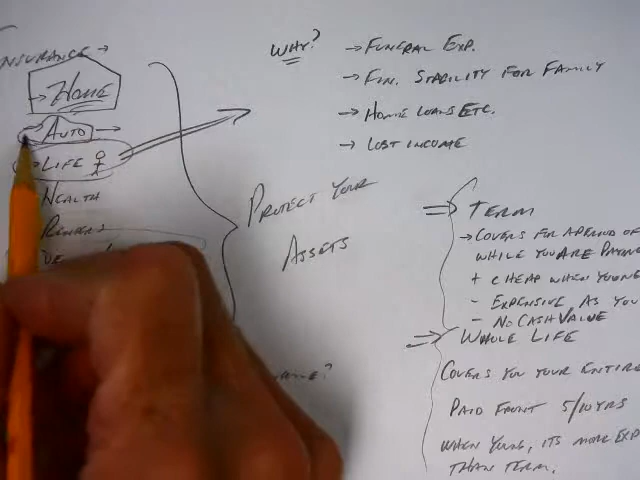 INSURANCE →
→ HOME
→ AUTO →
→ LIFE
HEALTH
RENTERS
WHY?
→ FUNERAL EXP.
→ FIN. STABILITY FOR FAMILY
→ HOME LOANS ETC.
→ LOST INCOME
PROTECT YOUR
ASSETS
⇒ TERM
→ COVERS FOR A PERIOD OF
WHILE YOU ARE PAYING
+ CHEAP WHEN YOUNG
- EXPENSIVE AS YOU
- NO CASH VALUE
⇒ WHOLE LIFE
COVERS YOU YOUR ENTIRE
PAID FRONT 5/10 YRS
WHEN YOUNG, ITS MORE EXP
THAN TERM.